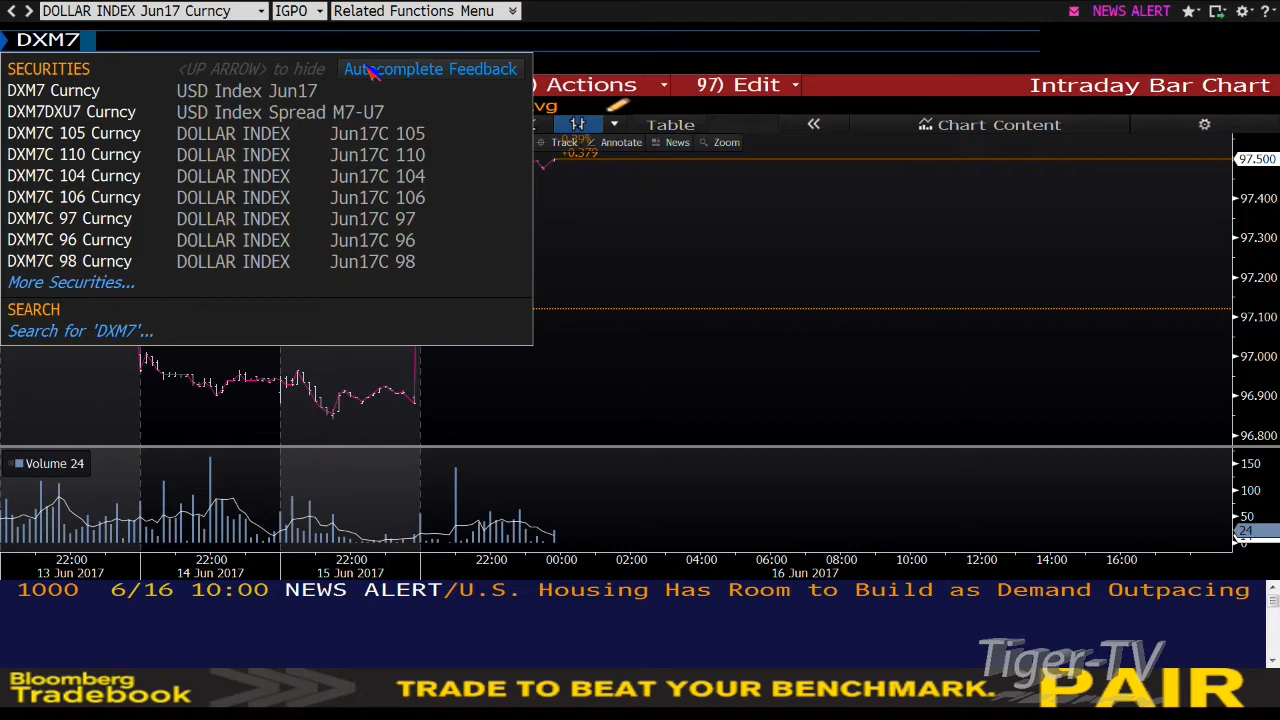 DOLLAR INDEX Jun17 Curncy IGPO Related Functions Menu NEWS ALERT
DXM7
SECURITIES <UP ARROW> to hide Autocomplete Feedback
DXM7 Curncy USD Index Jun17
DXM7DXU7 Curncy USD Index Spread M7-U7
DXM7C 105 Curncy DOLLAR INDEX Jun17C 105
DXM7C 110 Curncy DOLLAR INDEX Jun17C 110
DXM7C 104 Curncy DOLLAR INDEX Jun17C 104
DXM7C 106 Curncy DOLLAR INDEX Jun17C 106
DXM7C 97 Curncy DOLLAR INDEX Jun17C 97
DXM7C 96 Curncy DOLLAR INDEX Jun17C 96
DXM7C 98 Curncy DOLLAR INDEX Jun17C 98
More Securities...
SEARCH
Search for 'DXM7'...
Actions 97) Edit Intraday Bar Chart
vg
Table Chart Content
Track Annotate News Zoom
+0.379
97.500
97.400
97.300
97.200
97.100
97.000
96.900
96.800
Volume 24
150
100
50
24
0
22:00 22:00 22:00 22:00 00:00 02:00 04:00 06:00 08:00 10:00 12:00 14:00 16:00
13 Jun 2017 14 Jun 2017 15 Jun 2017 16 Jun 2017
1000 6/16 10:00 NEWS ALERT/U.S. Housing Has Room to Build as Demand Outpacing
Tiger-TV
Bloomberg
Tradebook
TRADE TO BEAT YOUR BENCHMARK.
PAIR